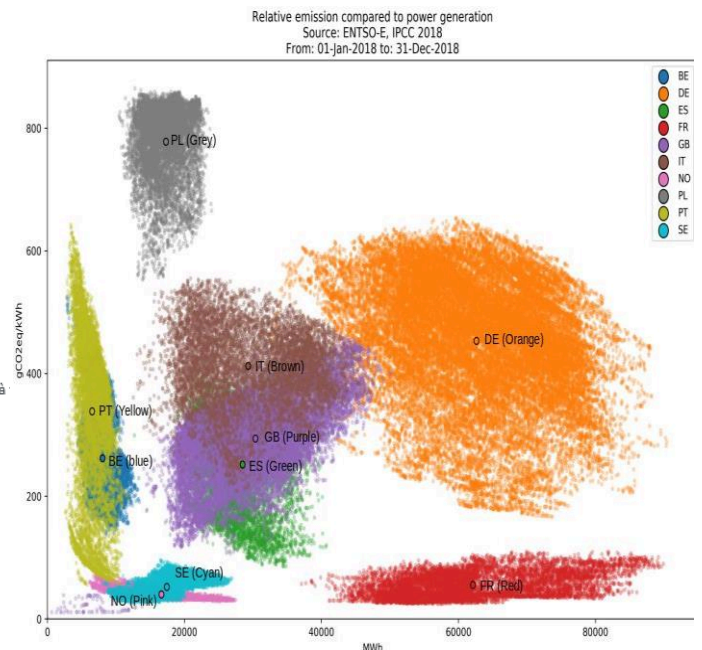 Relative emission compared to power generation
Source: ENTSO-E, IPCC 2018
From: 01-Jan-2018 to: 31-Dec-2018
BE
DE
ES
FR
GB
IT
NO
PL
PT
SE
800
600
400
200
0
gCO2eq/kWh
PL (Grey)
DE (Orange)
IT (Brown)
PT (Yellow)
GB (Purple)
BE (blue)
ES (Green)
SE (Cyan)
FR (Red)
NO (Pink)
0
20000
40000
60000
80000
MWh